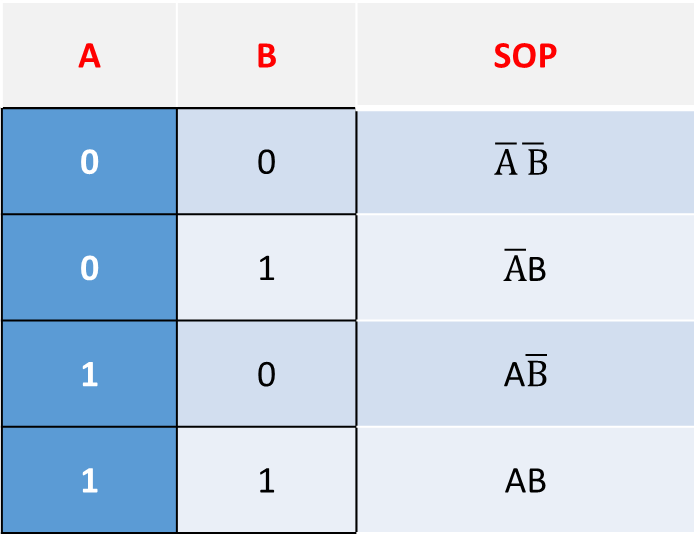 A B SOP
0 0 A̅ B̅
0 1 A̅B
1 0 AB̅
1 1 AB